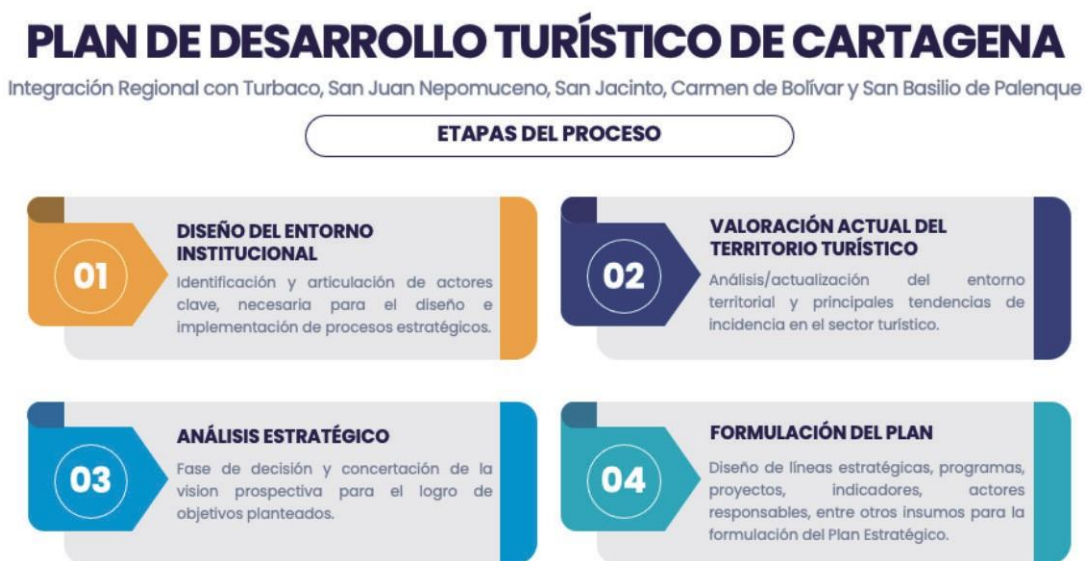 PLAN DE DESARROLLO TURÍSTICO DE CARTAGENA
Integración Regional con Turbaco, San Juan Nepomuceno, San Jacinto, Carmen de Bolívar y San Basilio de Palenque
ETAPAS DEL PROCESO
01
DISEÑO DEL ENTORNO
INSTITUCIONAL
Identificación y articulación de actores
clave, necesaria para el diseño e
implementación de procesos estratégicos.
02
VALORACIÓN ACTUAL DEL
TERRITORIO TURÍSTICO
Análisis/actualización del entorno
territorial y principales tendencias de
incidencia en el sector turístico.
03
ANÁLISIS ESTRATÉGICO
Fase de decisión y concertación de la
vision prospectiva para el logro de
objetivos planteados.
04
FORMULACIÓN DEL PLAN
Diseño de líneas estratégicas, programas,
proyectos, indicadores, actores
responsables, entre otros insumos para la
formulación del Plan Estratégico.